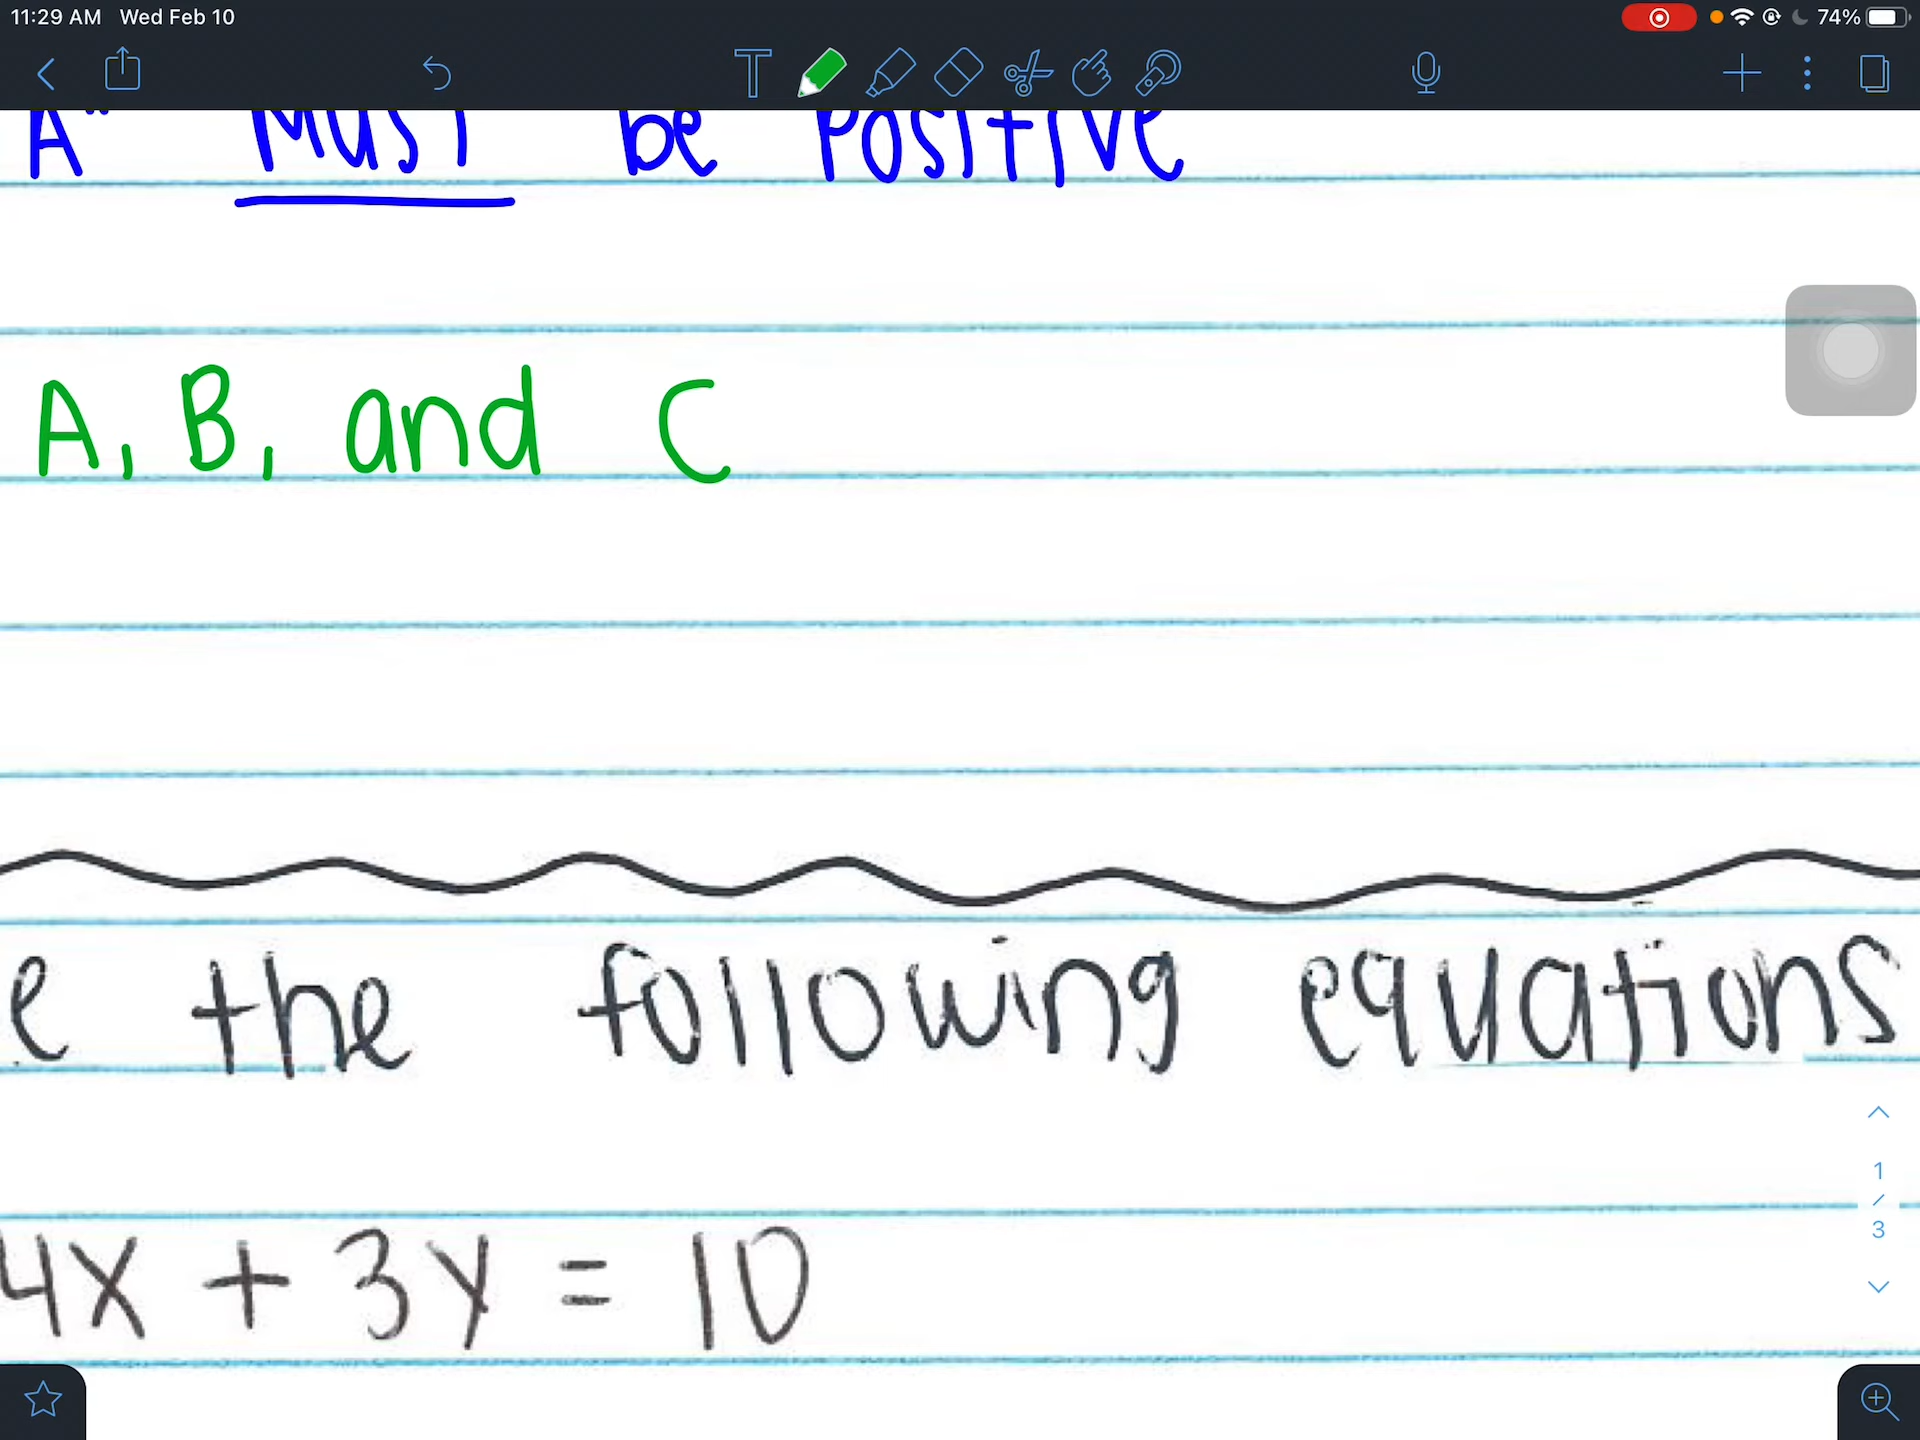 11:29 AM Wed Feb 10
74%
A" Must be Positive
A, B, and C
e the following equations
1
/
3
4x + 3y = 10